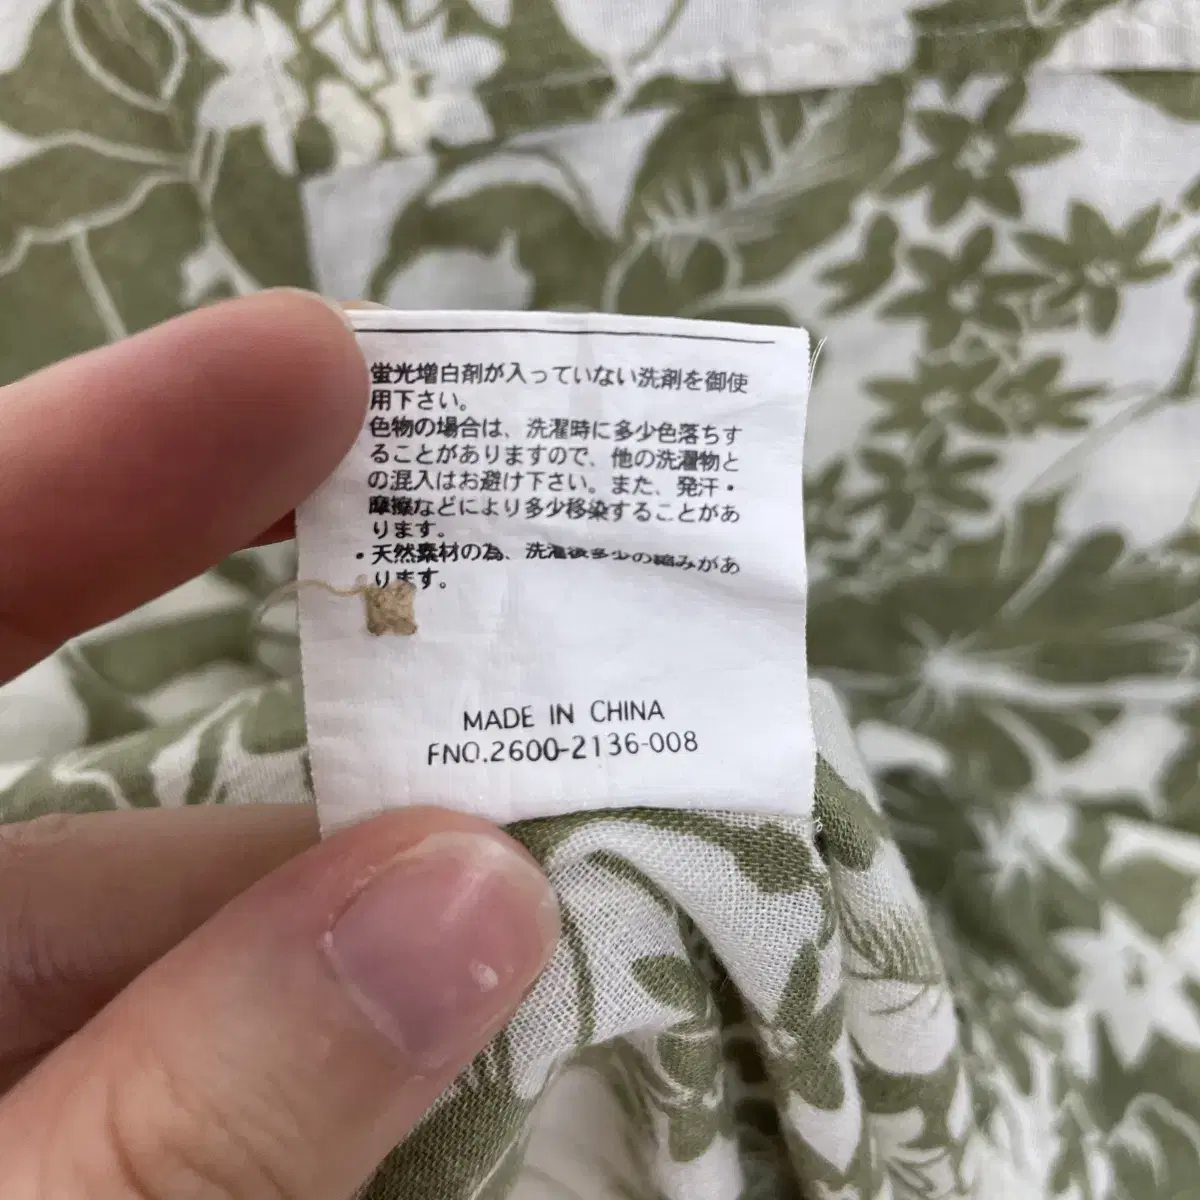 蛍光増白剤が入っていない洗剤を御使
用下さい。
色物の場合は、洗濯時に多少色落ちす
ることがありますので、他の洗濯物と
の混入はお避け下さい。また、発汗・
摩擦などにより多少移染することがあ
ります。
・天然素材の為、洗濯後多少の縮みがあ
ります。
MADE IN CHINA
FNO.2600-2136-008